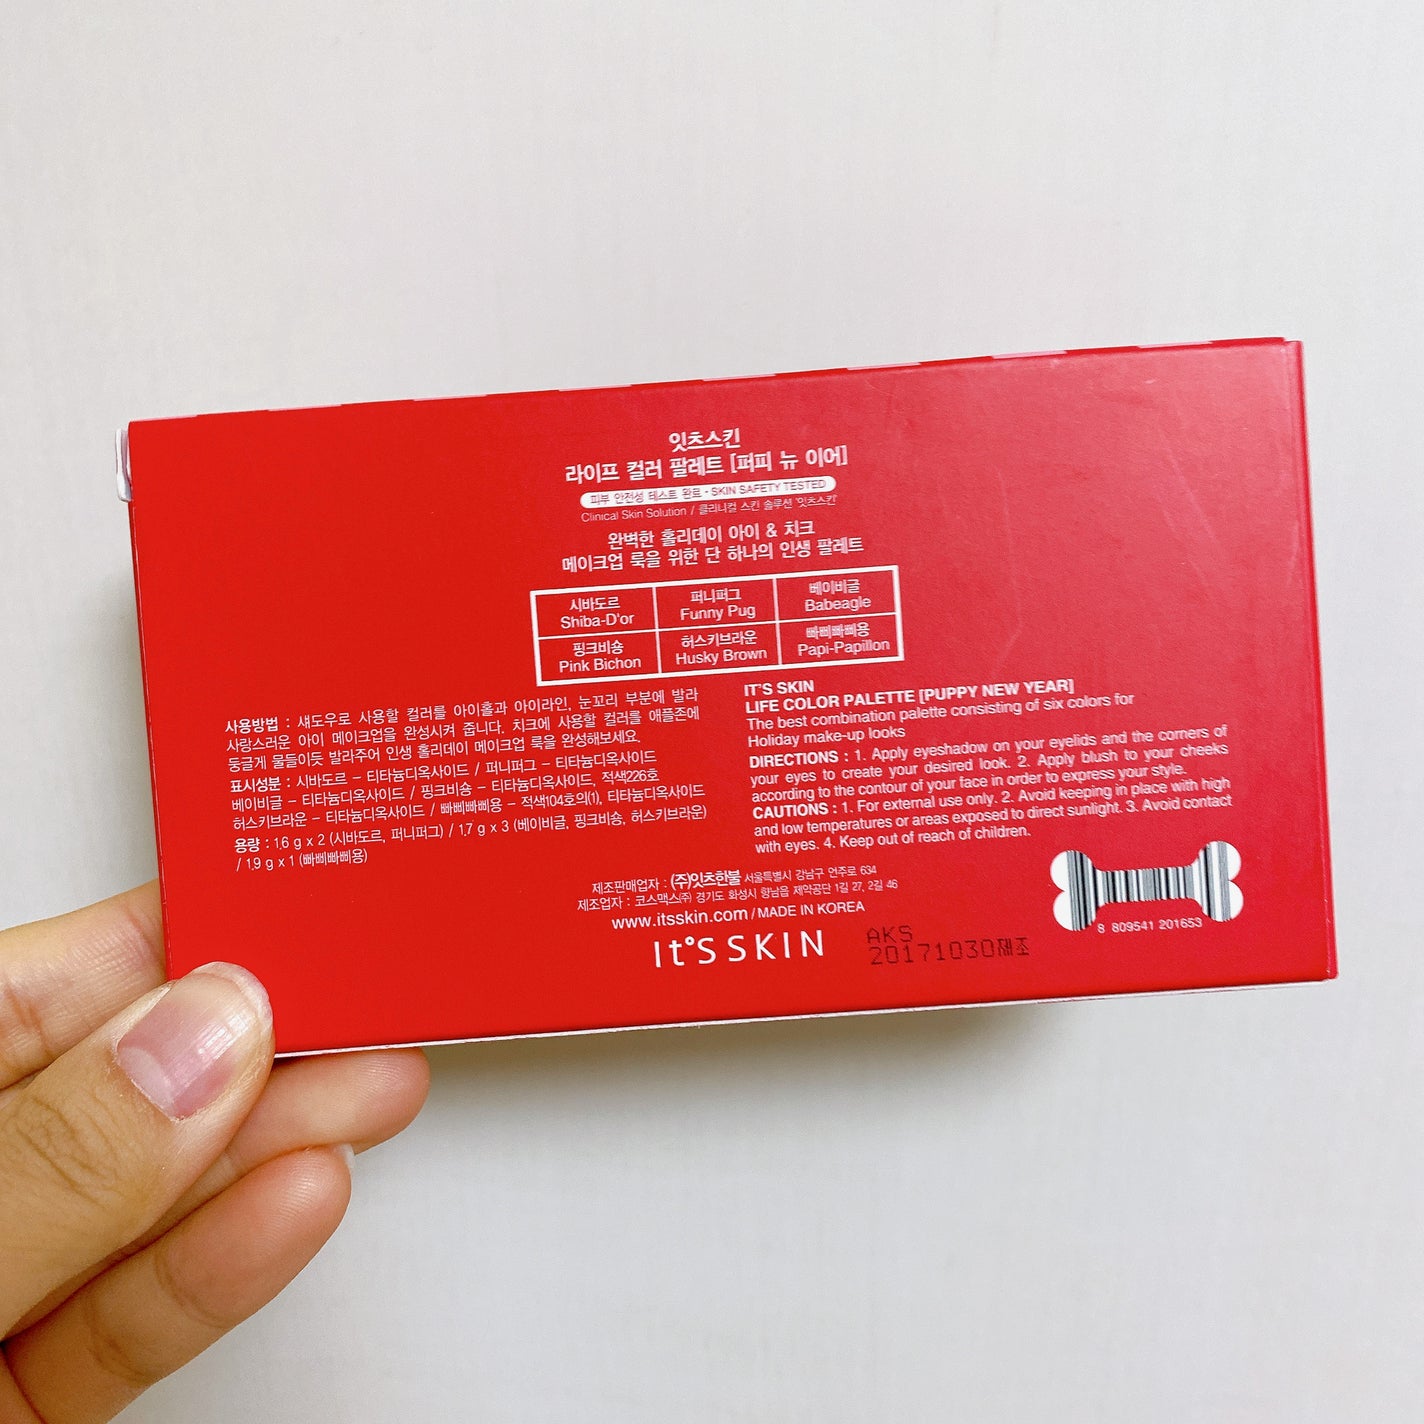 잇츠스킨
라이프 컬러 팔레트 [퍼피 뉴 이어]
피부 안전성 테스트 완료 · SKIN SAFETY TESTED
Clinical Skin Solution / 클리니컬 스킨 솔루션 '잇츠스킨'
완벽한 홀리데이 아이 & 치크
메이크업 룩을 위한 단 하나의 인생 팔레트
시바도르 퍼니퍼그 베이비글
Shiba-D'or Funny Pug Babeagle
핑크비숑 허스키브라운 빠삐빠삐용
Pink Bichon Husky Brown Papi-Papillon
사용방법 : 섀도우로 사용할 컬러를 아이홀과 아이라인, 눈꼬리 부분에 발라
사랑스러운 아이 메이크업을 완성시켜 줍니다. 치크에 사용할 컬러를 애플존에
둥글게 물들이듯 발라주어 인생 홀리데이 메이크업 룩을 완성해보세요.
표시성분 : 시바도르 – 티타늄디옥사이드 / 퍼니퍼그 – 티타늄디옥사이드
베이비글 – 티타늄디옥사이드 / 핑크비숑 – 티타늄디옥사이드, 적색226호
허스키브라운 – 티타늄디옥사이드 / 빠삐빠삐용 – 적색104호의(1), 티타늄디옥사이드
용량 : 1.6 g x 2 (시바도르, 퍼니퍼그) / 1.7 g x 3 (베이비글, 핑크비숑, 허스키브라운)
/ 1.9 g x 1 (빠삐빠삐용)
IT'S SKIN
LIFE COLOR PALETTE [PUPPY NEW YEAR]
The best combination palette consisting of six colors for
Holiday make-up looks
DIRECTIONS : 1. Apply eyeshadow on your eyelids and the corners of
your eyes to create your desired look. 2. Apply blush to your cheeks
according to the contour of your face in order to express your style.
CAUTIONS : 1. For external use only. 2. Avoid keeping in place with high
and low temperatures or areas exposed to direct sunlight. 3. Avoid contact
with eyes. 4. Keep out of reach of children.
제조판매업자 : (주)잇츠한불 서울특별시 강남구 언주로 634
제조업자 : 코스맥스㈜ 경기도 화성시 향남읍 제약공단 1길 27, 2길 46
www.itsskin.com / MADE IN KOREA
It'S SKIN
AKS
20171030제조
8 809541 201653